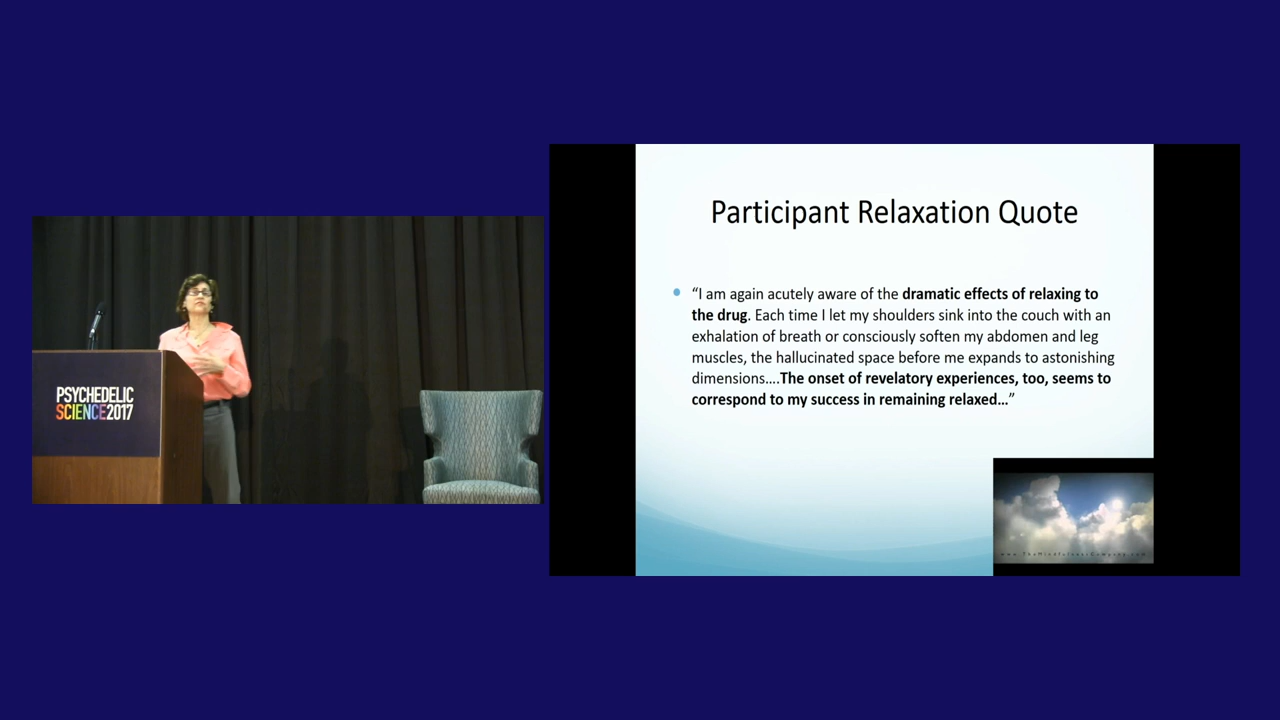 PSYCHEDELIC
SCIENCE2017
Participant Relaxation Quote
“I am again acutely aware of the dramatic effects of relaxing to
the drug. Each time I let my shoulders sink into the couch with an
exhalation of breath or consciously soften my abdomen and leg
muscles, the hallucinated space before me expands to astonishing
dimensions....The onset of revelatory experiences, too, seems to
correspond to my success in remaining relaxed…”
www.TheMindfulnessCompany.com